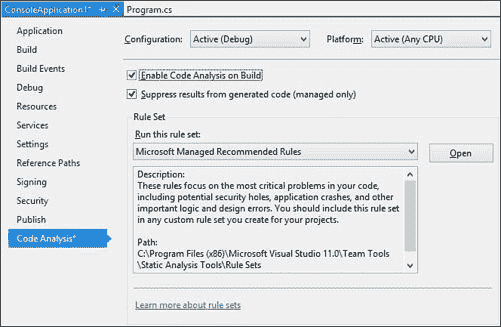 ConsoleApplication1* Program.cs
Application
Build
Build Events
Debug
Resources
Services
Settings
Reference Paths
Signing
Security
Publish
Code Analysis*
Configuration: Active (Debug) Platform: Active (Any CPU)
Enable Code Analysis on Build
Suppress results from generated code (managed only)
Rule Set
Run this rule set:
Microsoft Managed Recommended Rules Open
Description:
These rules focus on the most critical problems in your code,
including potential security holes, application crashes, and other
important logic and design errors. You should include this rule set
in any custom rule set you create for your projects.
Path:
C:\Program Files (x86)\Microsoft Visual Studio 11.0\Team Tools
\Static Analysis Tools\Rule Sets
Learn more about rule sets